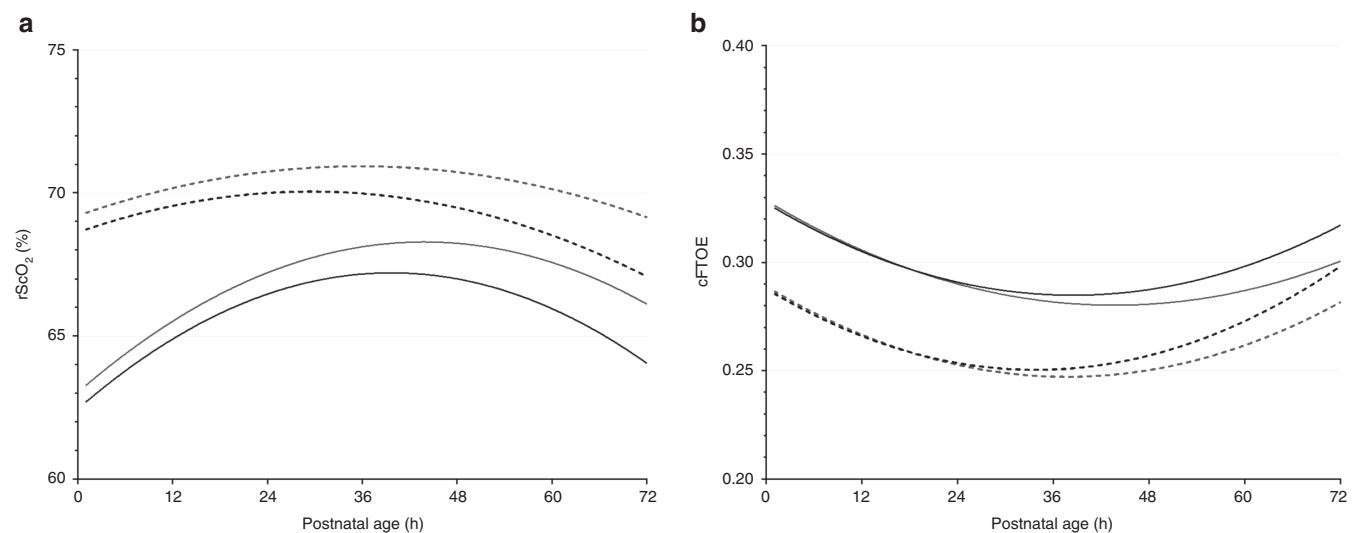 a
75
70
65
60
rScO2 (%)
0 12 24 36 48 60 72
Postnatal age (h)
b
0.40
0.35
0.30
0.25
0.20
cFTOE
0 12 24 36 48 60 72
Postnatal age (h)